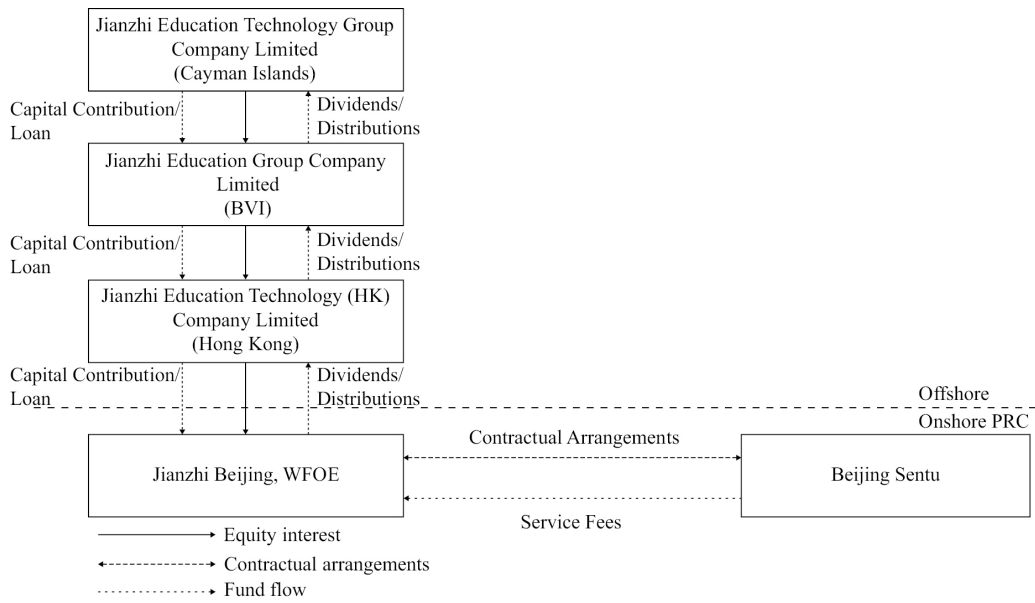 Jianzhi Education Technology Group
Company Limited
(Cayman Islands)
Capital Contribution/
Loan
Dividends/
Distributions
Jianzhi Education Group Company
Limited
(BVI)
Capital Contribution/
Loan
Dividends/
Distributions
Jianzhi Education Technology (HK)
Company Limited
(Hong Kong)
Capital Contribution/
Loan
Dividends/
Distributions
Offshore
Onshore PRC
Jianzhi Beijing, WFOE
Contractual Arrangements
Service Fees
Beijing Sentu
Equity interest
Contractual arrangements
Fund flow